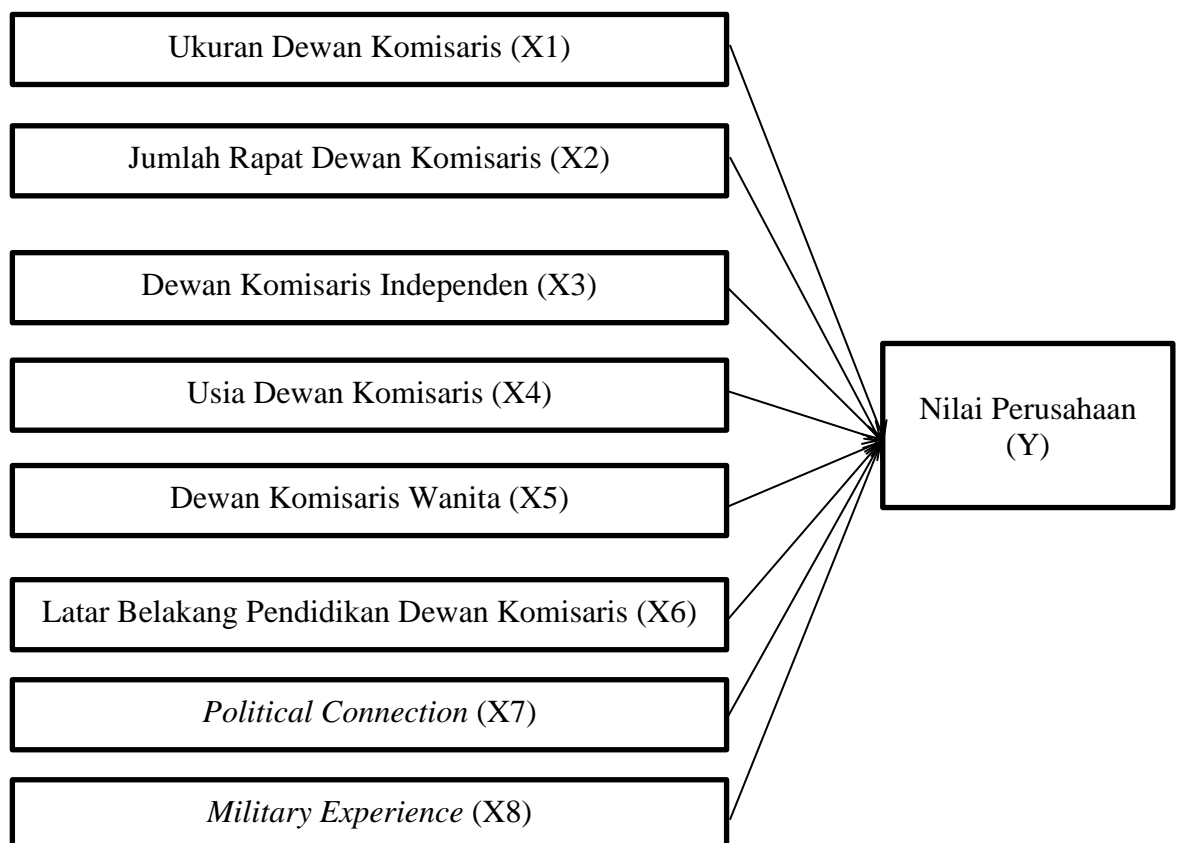 Ukuran Dewan Komisaris (X1)
Jumlah Rapat Dewan Komisaris (X2)
Dewan Komisaris Independen (X3)
Usia Dewan Komisaris (X4)
Dewan Komisaris Wanita (X5)
Latar Belakang Pendidikan Dewan Komisaris (X6)
Political Connection (X7)
Military Experience (X8)
Nilai Perusahaan
(Y)